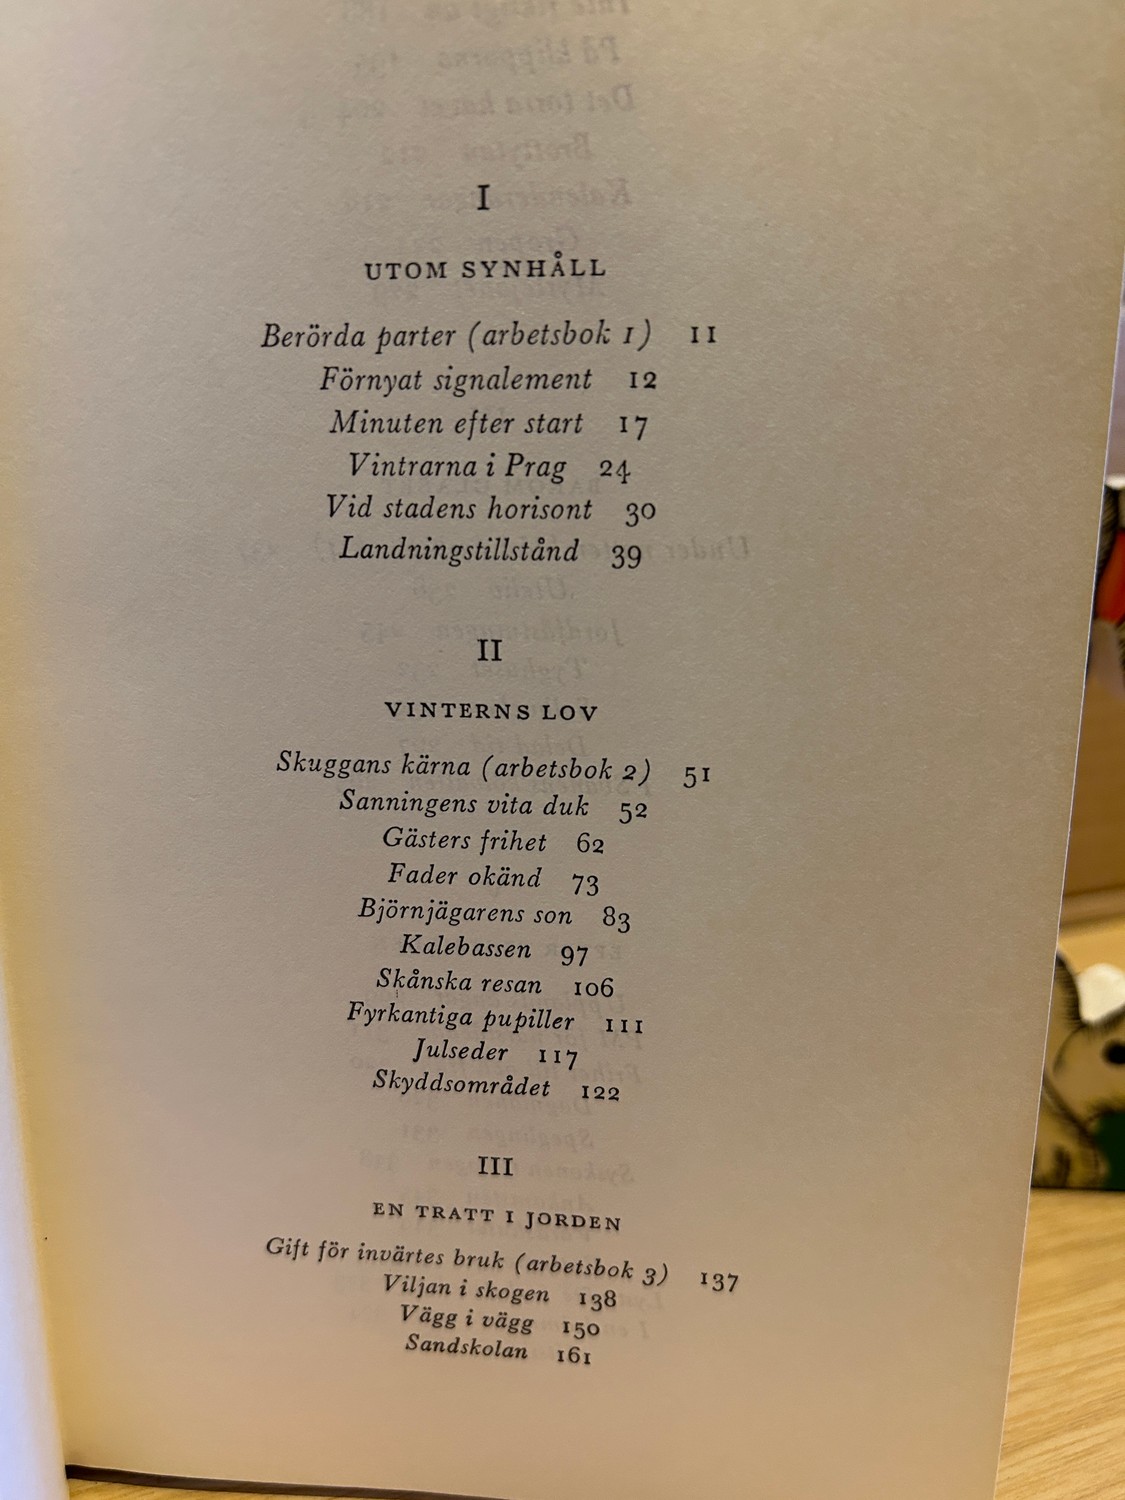 I
UTOM SYNHÅLL
Berörda parter (arbetsbok 1) 11
Förnyat signalement 12
Minuten efter start 17
Vintrarna i Prag 24
Vid stadens horisont 30
Landningstillstånd 39
II
VINTERNS LOV
Skuggans kärna (arbetsbok 2) 51
Sanningens vita duk 52
Gästers frihet 62
Fader okänd 73
Björnjägarens son 83
Kalebassen 97
Skånska resan 106
Fyrkantiga pupiller 111
Julseder 117
Skyddsområdet 122
III
EN TRATT I JORDEN
Gift för invärtes bruk (arbetsbok 3) 137
Viljan i skogen 138
Vägg i vägg 150
Sandskolan 161